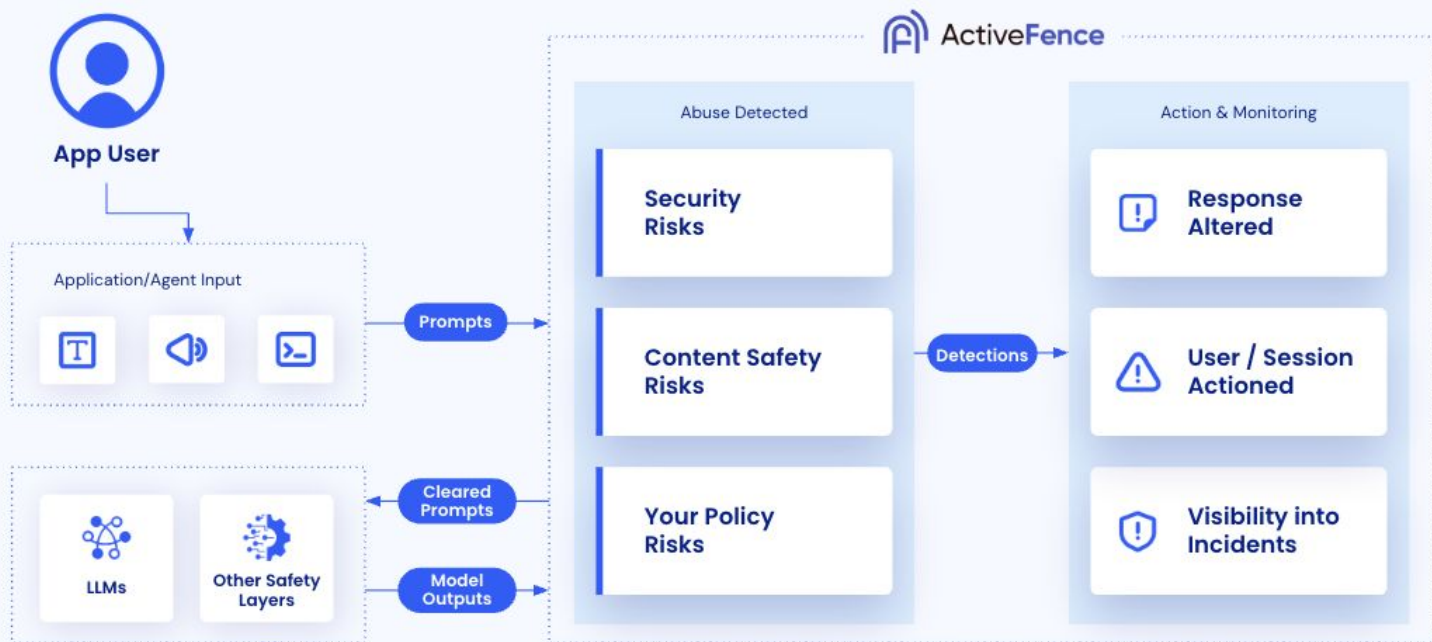 ActiveFence
App User
Application/Agent Input
T
Prompts
Cleared
Prompts
Model
Outputs
LLMs
Other Safety
Layers
Abuse Detected
Security
Risks
Content Safety
Risks
Your Policy
Risks
Detections
Action & Monitoring
Response
Altered
User / Session
Actioned
Visibility into
Incidents